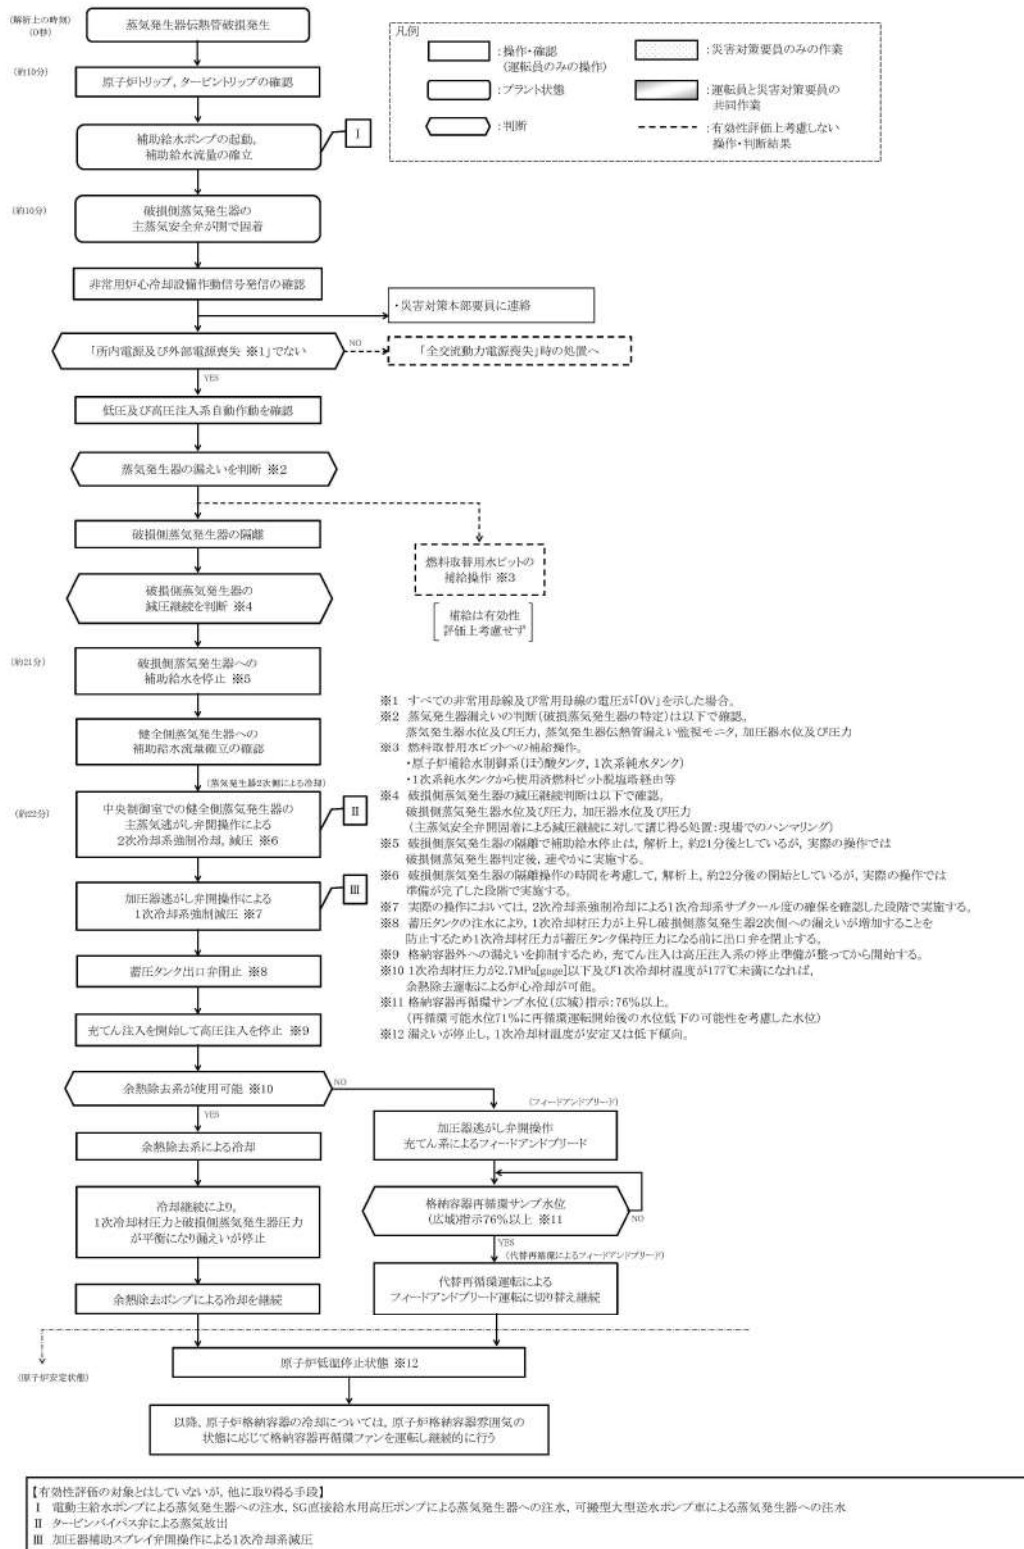 (解析上の時刻)
(0秒)
蒸気発生器伝熱管破損発生
(約10分)
原子炉トリップ，タービントリップの確認
補助給水ポンプの起動，
補助給水流量の確立
Ⅰ
(約10分)
破損側蒸気発生器の
主蒸気安全弁が開で固着
非常用炉心冷却設備作動信号発信の確認
・災害対策本部要員に連絡
「所内電源及び外部電源喪失 ※1」でない
NO
「全交流動力電源喪失」時の処置へ
YES
低圧及び高圧注入系自動作動を確認
蒸気発生器の漏えいを判断 ※2
破損側蒸気発生器の隔離
燃料取替用水ピットの
補給操作 ※3
補給は有効性
評価上考慮せず
破損側蒸気発生器の
減圧継続を判断 ※4
(約21分)
破損側蒸気発生器への
補助給水を停止 ※5
健全側蒸気発生器への
補助給水流量確立の確認
(蒸気発生器2次側による冷却)
(約22分)
中央制御室での健全側蒸気発生器の
主蒸気逃がし弁開操作による
2次冷却系強制冷却，減圧 ※6
Ⅱ
加圧器逃がし弁開操作による
1次冷却系強制減圧 ※7
Ⅲ
蓄圧タンク出口弁閉止 ※8
充てん注入を開始して高圧注入を停止 ※9
余熱除去系が使用可能 ※10
NO
YES
余熱除去系による冷却
冷却継続により，
1次冷却材圧力と破損側蒸気発生器圧力
が平衡になり漏えいが停止
余熱除去ポンプによる冷却を継続
(フィードアンドブリード)
加圧器逃がし弁開操作
充てん系によるフィードアンドブリード
格納容器再循環サンプ水位
(広域)指示76%以上 ※11
NO
YES
(代替再循環によるフィードアンドブリード)
代替再循環運転による
フィードアンドブリード運転に切り替え継続
(原子炉安定状態)
原子炉低温停止状態 ※12
以降，原子炉格納容器の冷却については，原子炉格納容器雰囲気の
状態に応じて格納容器再循環ファンを運転し継続的に行う
凡例
：操作・確認
(運転員のみの操作)
：プラント状態
：判断
：災害対策要員のみの作業
：運転員と災害対策要員の
共同作業
：有効性評価上考慮しない
操作・判断結果
※1 すべての非常用母線及び常用母線の電圧が「0V」を示した場合。
※2 蒸気発生器漏えいの判断(破損蒸気発生器の特定)は以下で確認。
蒸気発生器水位及び圧力，蒸気発生器伝熱管漏えい監視モニタ，加圧器水位及び圧力
※3 燃料取替用水ピットへの補給操作。
・原子炉補給水制御系(ほう酸タンク，1次系純水タンク)
・1次系純水タンクから使用済燃料ピット脱塩塔経由等
※4 破損側蒸気発生器の減圧継続判断は以下で確認。
破損側蒸気発生器水位及び圧力，加圧器水位及び圧力
(主蒸気安全弁開固着による減圧継続に対して講じ得る処置：現場でのハンマリング)
※5 破損側蒸気発生器の隔離で補助給水停止は，解析上，約21分後としているが，実際の操作では
破損側蒸気発生器判定後，速やかに実施する。
※6 破損側蒸気発生器の隔離操作の時間を考慮して，解析上，約22分後の開始としているが，実際の操作では
準備が完了した段階で実施する。
※7 実際の操作においては，2次冷却系強制冷却による1次冷却系サブクール度の確保を確認した段階で実施する。
※8 蓄圧タンクの注水により，1次冷却材圧力が上昇し破損側蒸気発生器2次側への漏えいが増加することを
防止するため1次冷却材圧力が蓄圧タンク保持圧力になる前に出口弁を閉止する。
※9 格納容器外への漏えいを抑制するため，充てん注入は高圧注入系の停止準備が整ってから開始する。
※10 1次冷却材圧力が2.7MPa[gage]以下及び1次冷却材温度が177℃未満になれば，
余熱除去運転による炉心冷却が可能。
※11 格納容器再循環サンプ水位(広域)指示：76%以上。
(再循環可能水位71%に再循環運転開始後の水位低下の可能性を考慮した水位)
※12 漏えいが停止し，1次冷却材温度が安定又は低下傾向。
【有効性評価の対象とはしていないが，他に取り得る手段】
Ⅰ 電動主給水ポンプによる蒸気発生器への注水，SG直接給水用高圧ポンプによる蒸気発生器への注水，可搬型大型送水ポンプ車による蒸気発生器への注水
Ⅱ タービンバイパス弁による蒸気放出
Ⅲ 加圧器補助スプレイ弁開操作による1次冷却系減圧